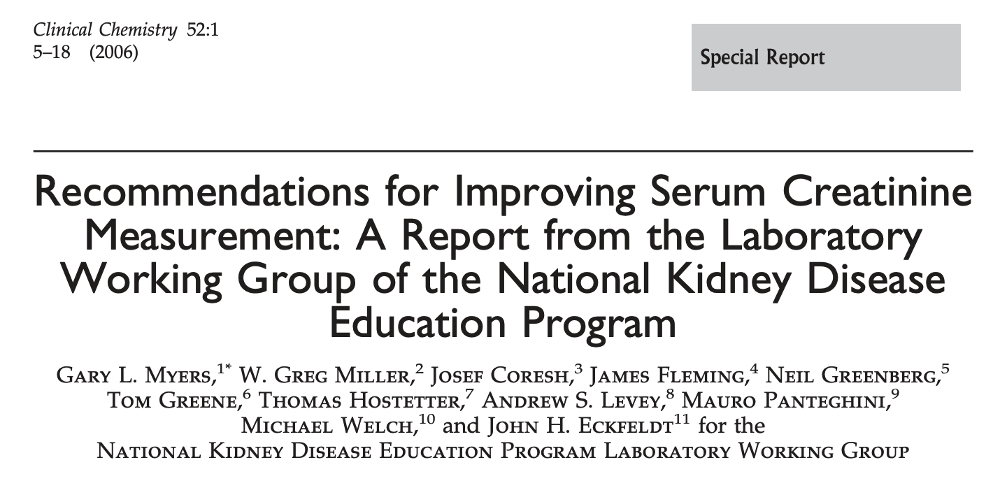 Clinical Chemistry 52:1
5–18 (2006)
Special Report
Recommendations for Improving Serum Creatinine
Measurement: A Report from the Laboratory
Working Group of the National Kidney Disease
Education Program
Gary L. Myers,1* W. Greg Miller,2 Josef Coresh,3 James Fleming,4 Neil Greenberg,5
Tom Greene,6 Thomas Hostetter,7 Andrew S. Levey,8 Mauro Panteghini,9
Michael Welch,10 and John H. Eckfeldt11 for the
National Kidney Disease Education Program Laboratory Working Group